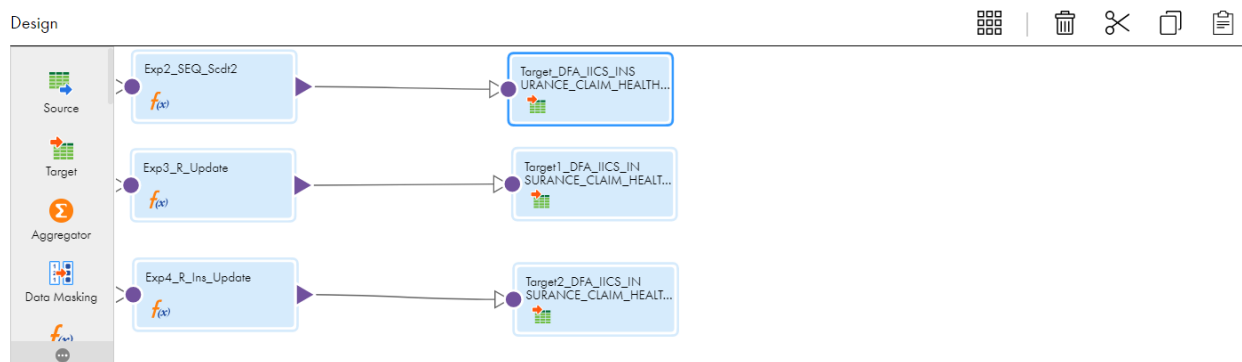 Design
Source
Target
Aggregator
Data Masking
f(x)
Exp2_SEQ_Scdt2
f(x)
Target_DFA_IICS_INS
URANCE_CLAIM_HEALTH...
Exp3_R_Update
f(x)
Target1_DFA_IICS_IN
SURANCE_CLAIM_HEALT...
Exp4_R_Ins_Update
f(x)
Target2_DFA_IICS_IN
SURANCE_CLAIM_HEALT...